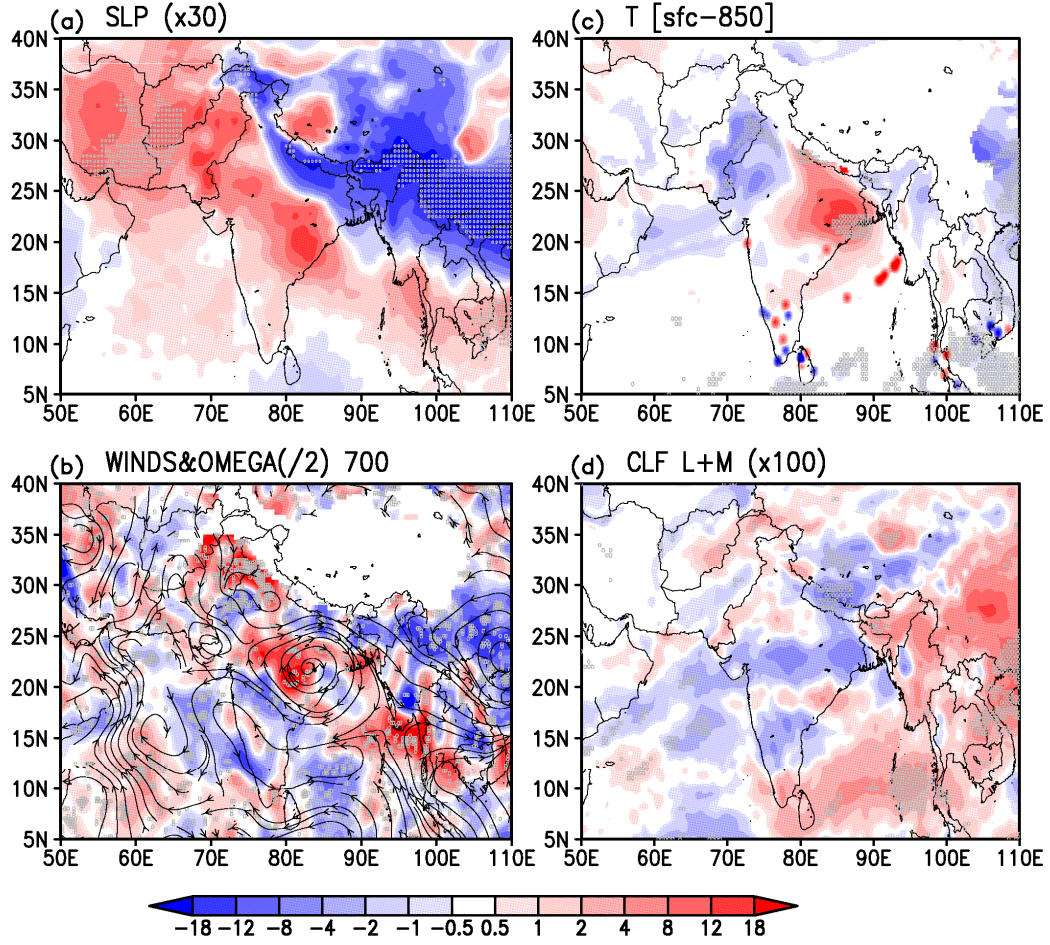 (a) SLP (x30)
40N
35N
30N
25N
20N
15N
10N
5N
50E 60E 70E 80E 90E 100E 110E
(c) T [sfc-850]
40N
35N
30N
25N
20N
15N
10N
5N
50E 60E 70E 80E 90E 100E 110E
(b) WINDS&OMEGA(/2) 700
40N
35N
30N
25N
20N
15N
10N
5N
50E 60E 70E 80E 90E 100E 110E
(d) CLF L+M (x100)
40N
35N
30N
25N
20N
15N
10N
5N
50E 60E 70E 80E 90E 100E 110E
-18 -12 -8 -4 -2 -1 -0.5 0.5 1 2 4 8 12 18